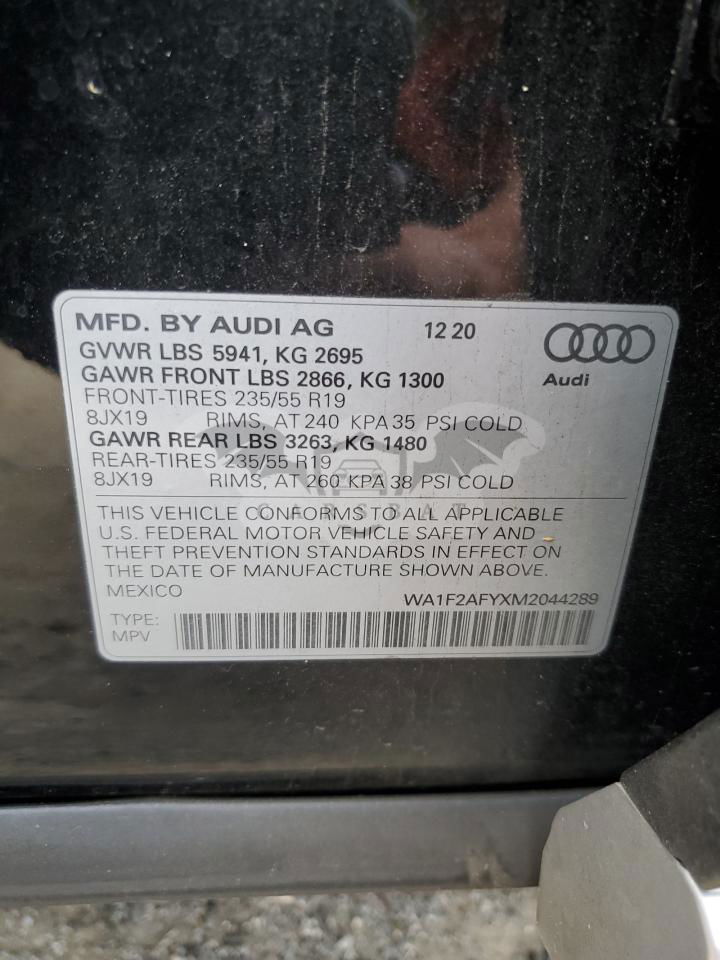 MFD. BY AUDI AG 12 20
GVWR LBS 5941, KG 2695
GAWR FRONT LBS 2866, KG 1300
Audi
FRONT-TIRES 235/55 R19
8JX19 RIMS, AT 240 KPA 35 PSI COLD
GAWR REAR LBS 3263, KG 1480
REAR-TIRES 235/55 R19
8JX19 RIMS, AT 260 KPA 38 PSI COLD
CARSBAT
THIS VEHICLE CONFORMS TO ALL APPLICABLE
U.S. FEDERAL MOTOR VEHICLE SAFETY AND
THEFT PREVENTION STANDARDS IN EFFECT ON
THE DATE OF MANUFACTURE SHOWN ABOVE.
MEXICO WA1F2AFYXM2044289
TYPE:
MPV